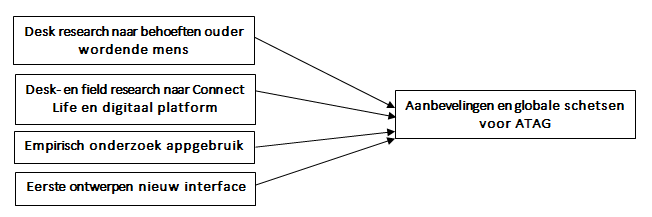 Desk research naar behoeften ouder
wordende mens
Desk- en field research naar Connect
Life en digitaal platform
Empirisch onderzoek appgebruik
Eerste ontwerpen nieuw interface
Aanbevelingen en globale schetsen
voor ATAG